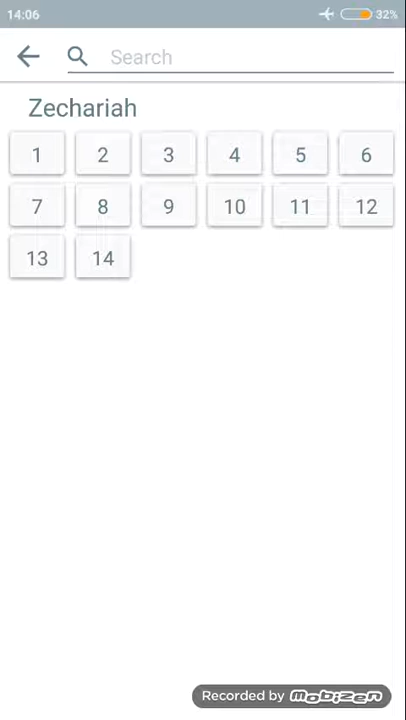 14:06 32%
Search
Zechariah
1 2 3 4 5 6
7 8 9 10 11 12
13 14
Recorded by mobizen